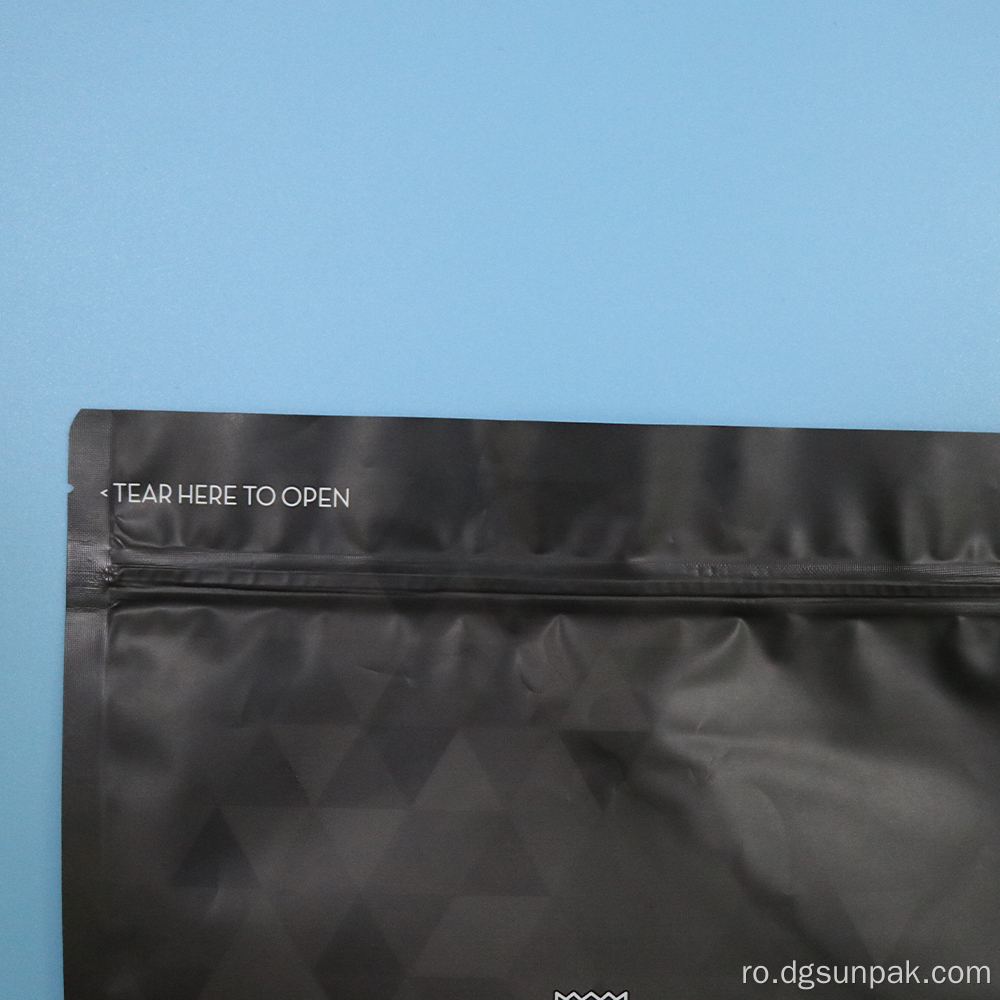 < TEAR HERE TO OPEN
ro.dgsunpak.com